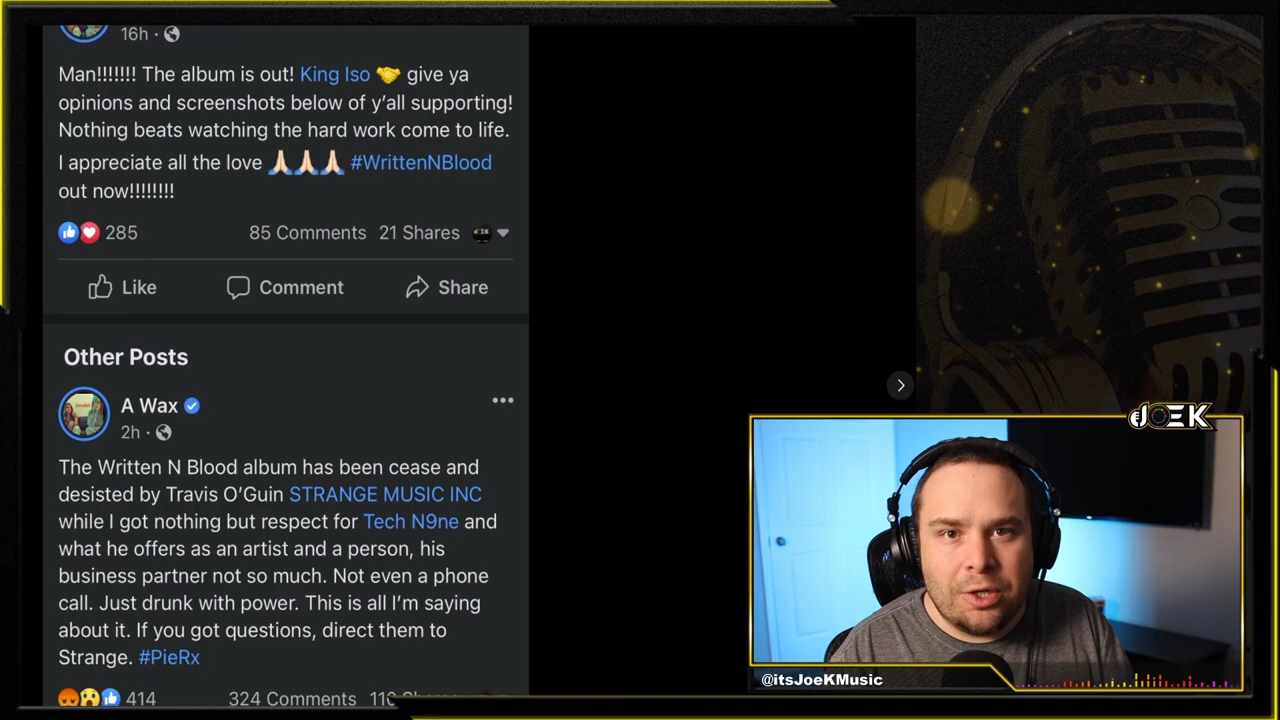 16h ·
Man!!!!!!! The album is out! King Iso 🤝 give ya
opinions and screenshots below of y'all supporting!
Nothing beats watching the hard work come to life.
I appreciate all the love 🙏🏻🙏🏻🙏🏻 #WrittenNBlood
out now!!!!!!!!
285 85 Comments 21 Shares
Like Comment Share
Other Posts
A Wax
2h ·
The Written N Blood album has been cease and
desisted by Travis O'Guin STRANGE MUSIC INC
while I got nothing but respect for Tech N9ne and
what he offers as an artist and a person, his
business partner not so much. Not even a phone
call. Just drunk with power. This is all I'm saying
about it. If you got questions, direct them to
Strange. #PieRx
414 324 Comments
JOEK
@itsJoeKMusic